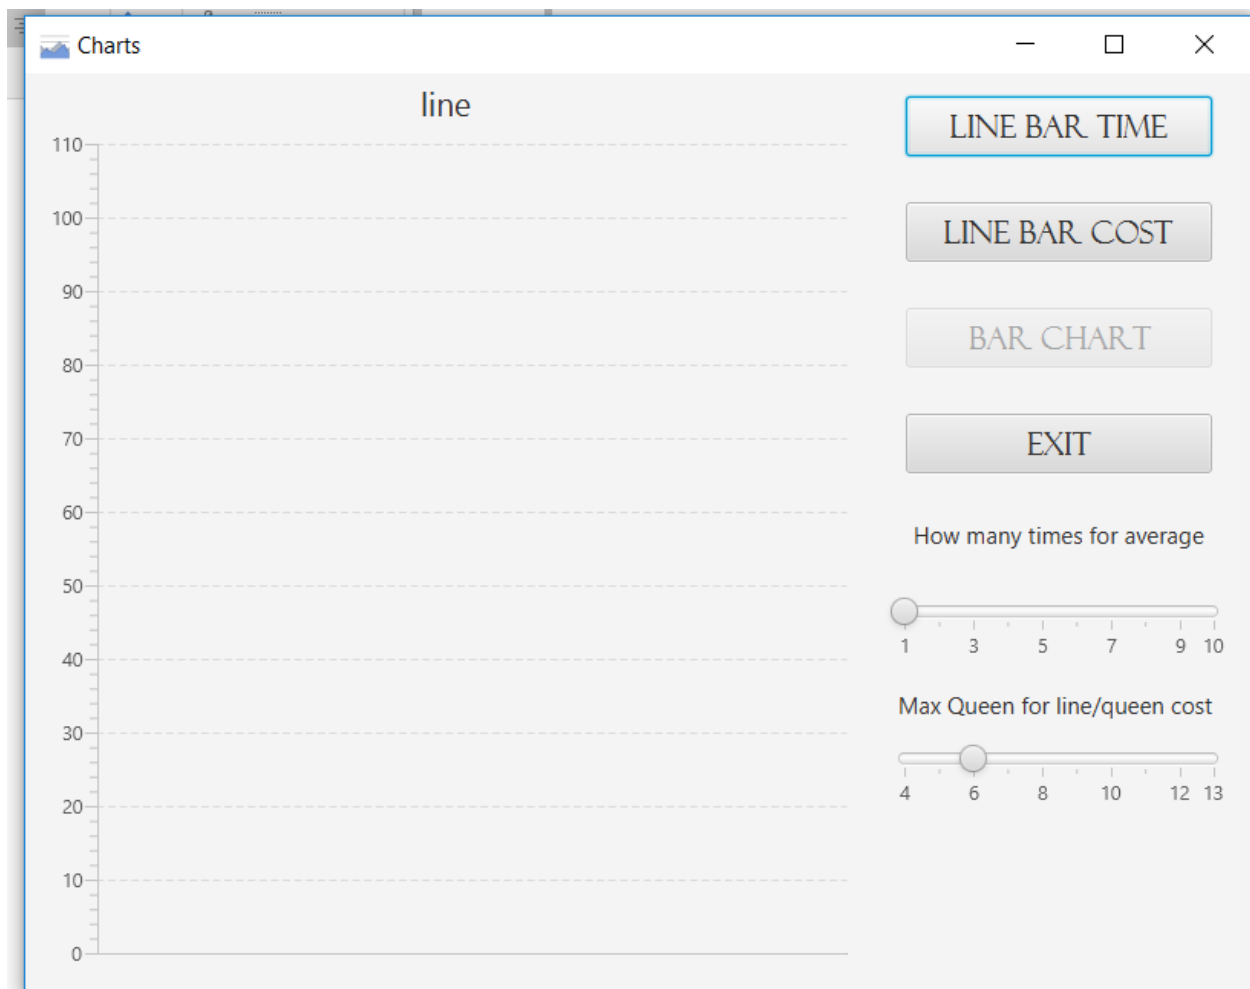 Charts
line
110
100
90
80
70
60
50
40
30
20
10
0
LINE BAR TIME
LINE BAR COST
BAR CHART
EXIT
How many times for average
1 3 5 7 9 10
Max Queen for line/queen cost
4 6 8 10 12 13